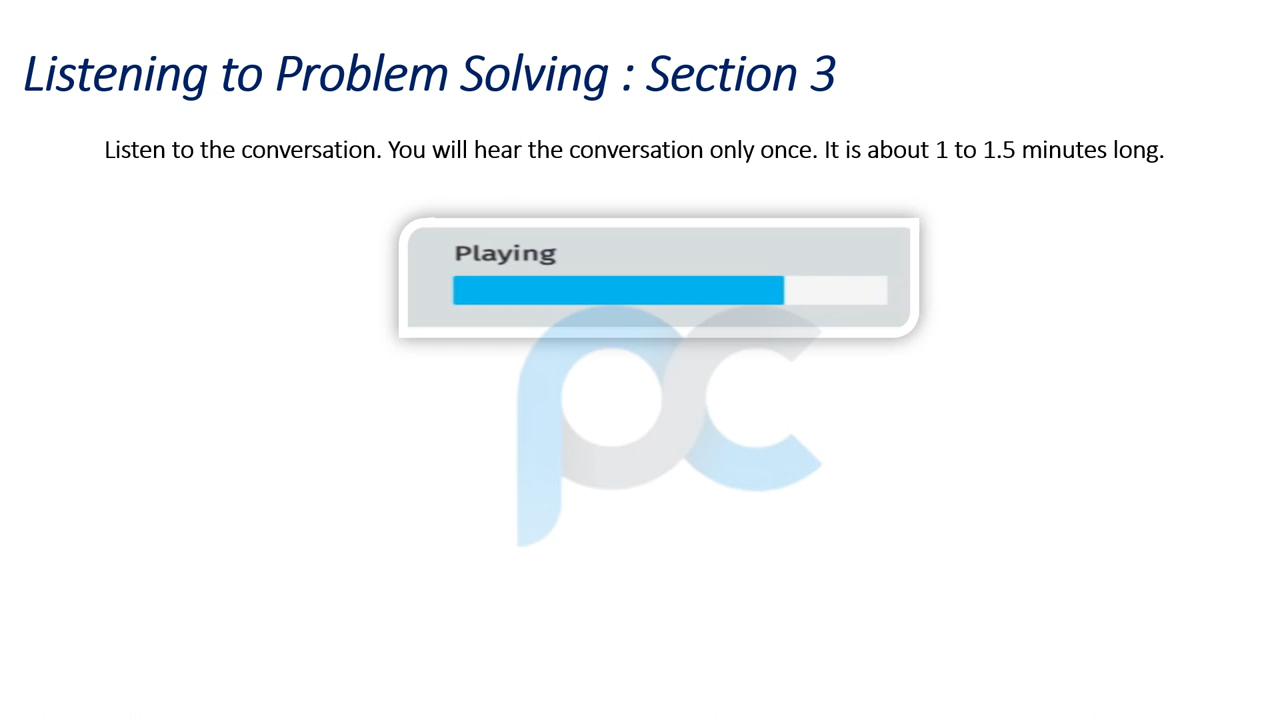 Listening to Problem Solving : Section 3
Listen to the conversation. You will hear the conversation only once. It is about 1 to 1.5 minutes long.
Playing
pc